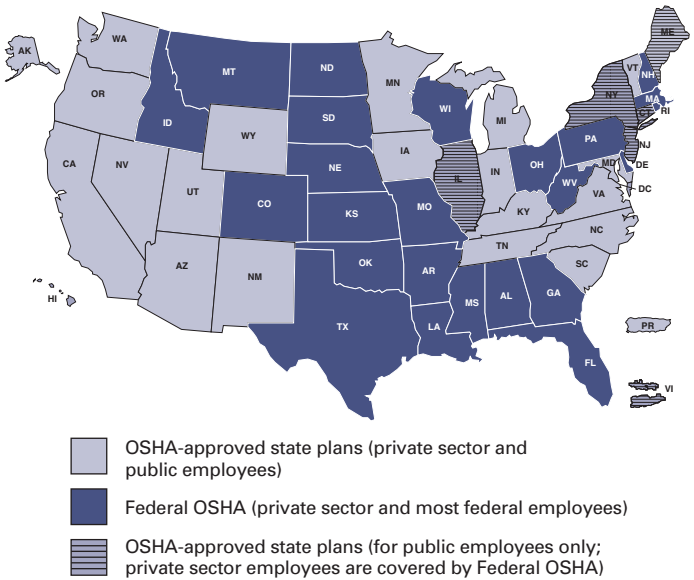 AK
WA
OR
CA
NV
ID
MT
WY
UT
AZ
NM
CO
ND
SD
NE
KS
OK
TX
MN
IA
MO
AR
LA
WI
IL
MI
IN
OH
KY
TN
MS
AL
GA
FL
SC
NC
VA
WV
PA
MD
DE
DC
NJ
NY
CT
RI
MA
VT
NH
ME
HI
PR
VI
OSHA-approved state plans (private sector and
public employees)
Federal OSHA (private sector and most federal employees)
OSHA-approved state plans (for public employees only;
private sector employees are covered by Federal OSHA)